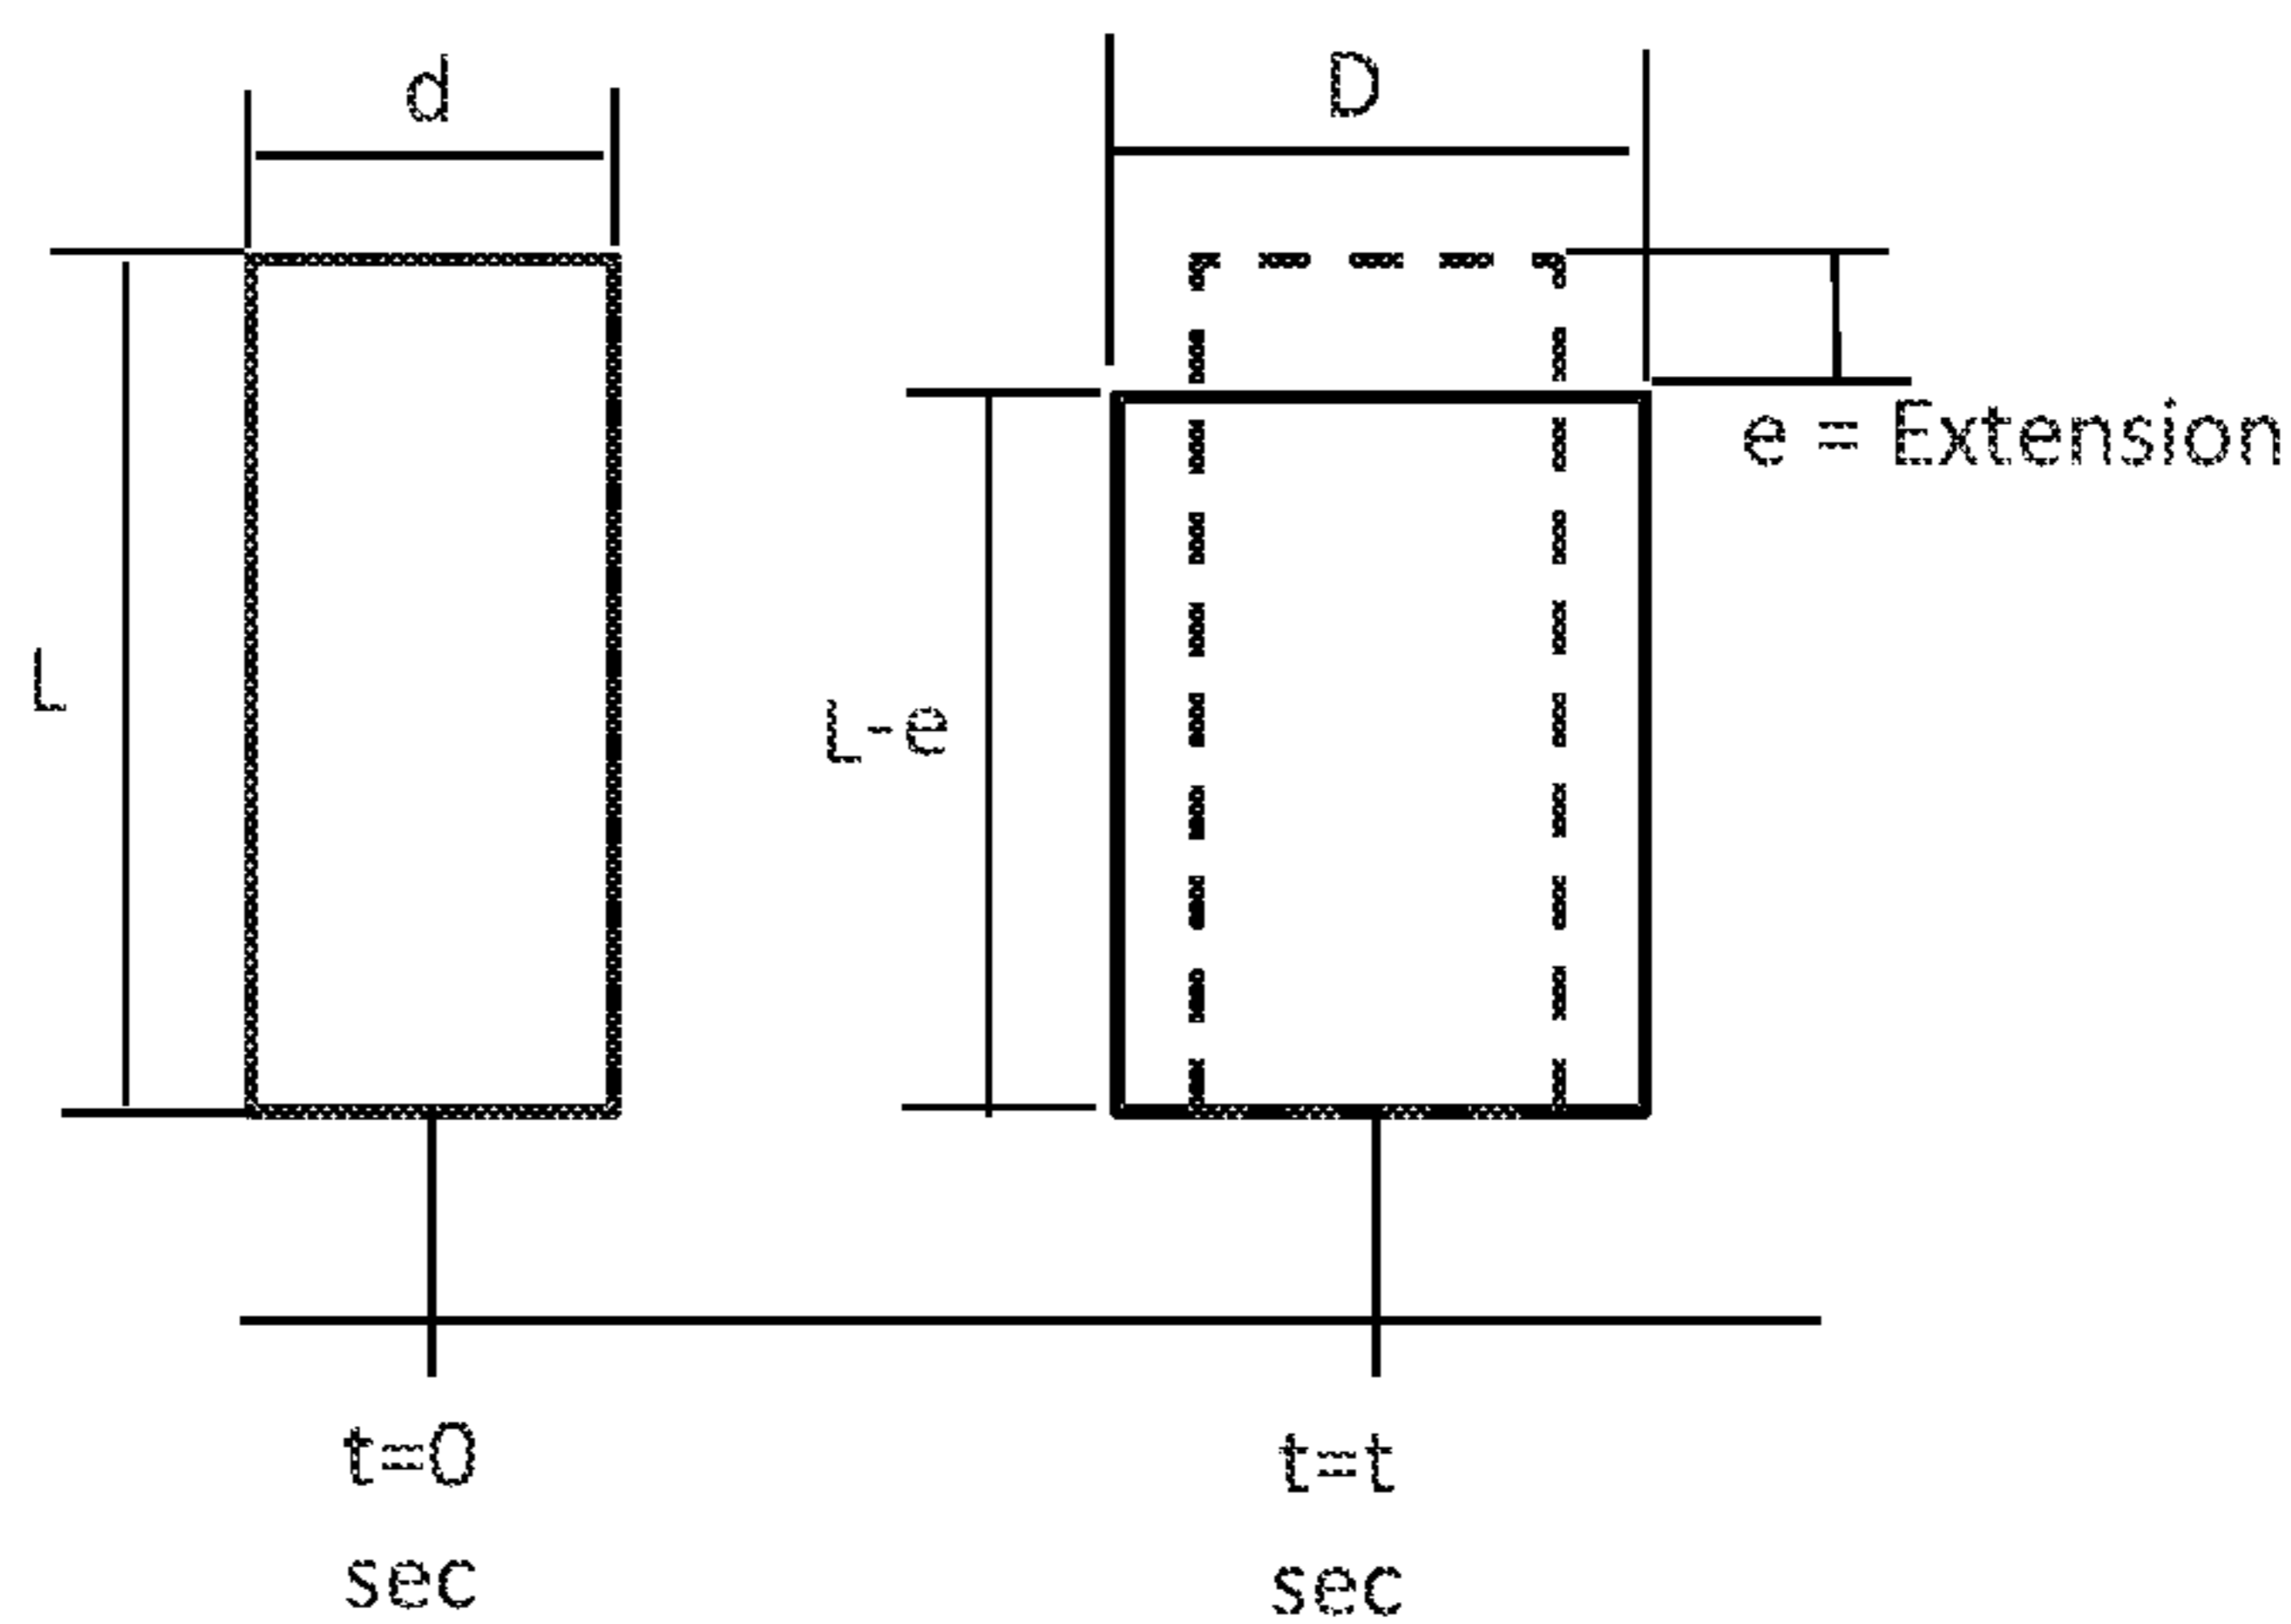 d
D
e = Extension
L
L-e
t=0
sec
t=t
sec